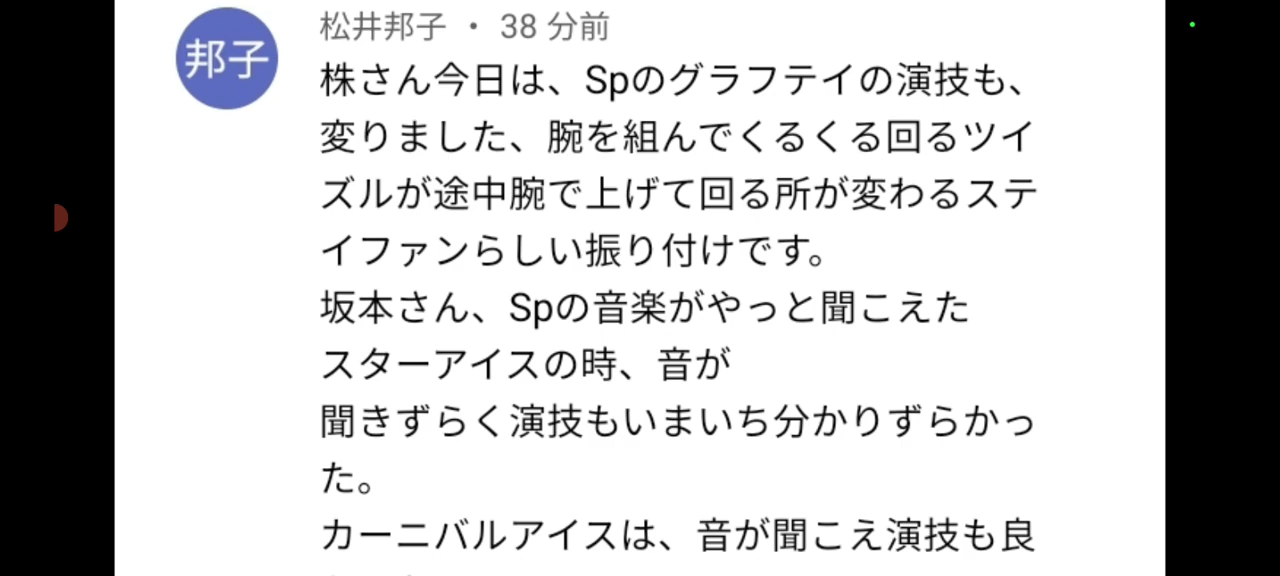 邦子
松井邦子 • 38 分前
株さん今日は、Spのグラフテイの演技も、
変りました、腕を組んでくるくる回るツイ
ズルが途中腕で上げて回る所が変わるステ
イファンらしい振り付けです。
坂本さん、Spの音楽がやっと聞こえた
スターアイスの時、音が
聞きずらく演技もいまいち分かりずらかっ
た。
カーニバルアイスは、音が聞こえ演技も良